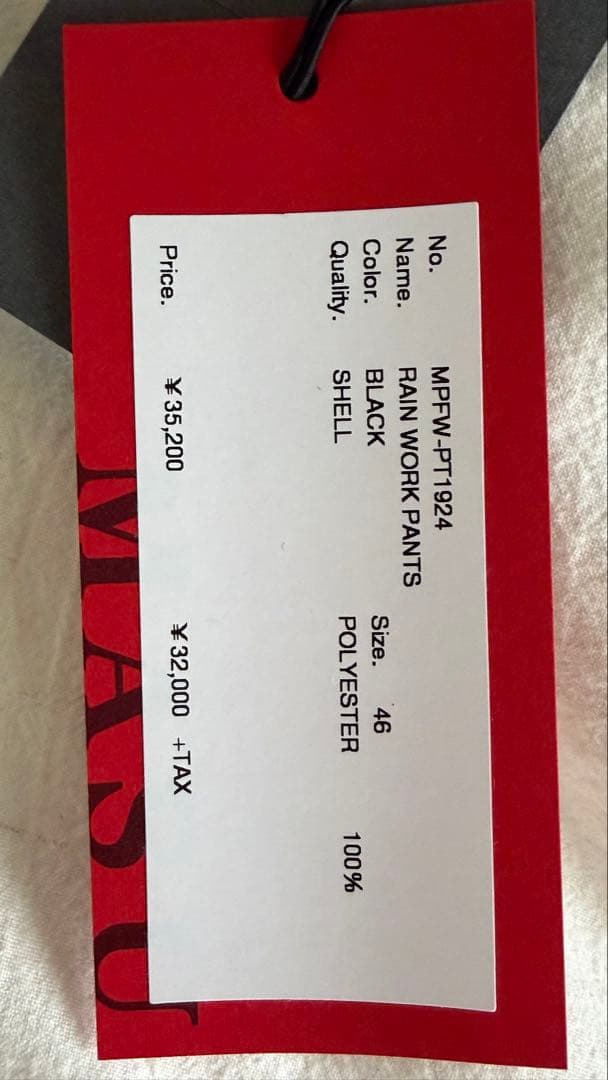 No. MPFW-PT1924
Name. RAIN WORK PANTS
Color. BLACK Size. 46
Quality. SHELL POLYESTER 100%
Price. ¥35,200 ¥32,000 +TAX
MASU